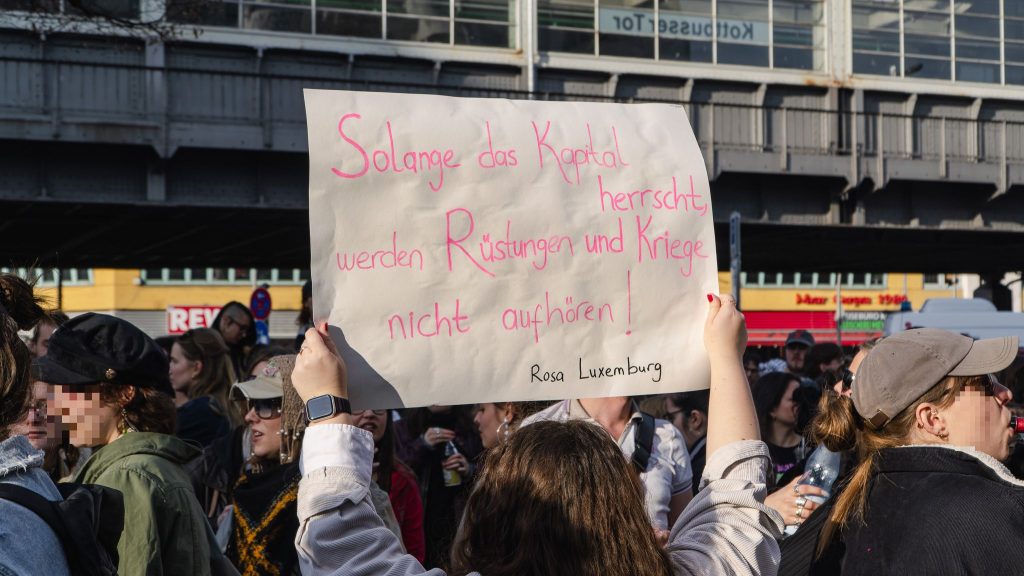 Kottbusser Tor
Solange das Kapital
herrscht,
werden Rüstungen und Kriege
nicht aufhören!
Rosa Luxemburg
REWE